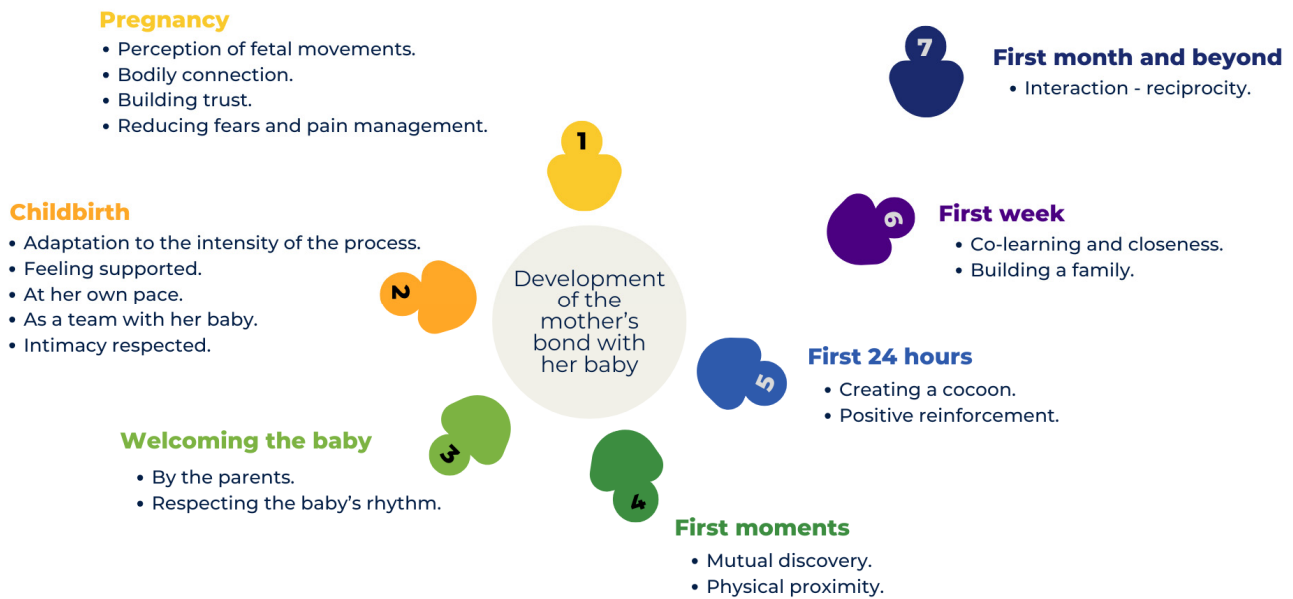 Pregnancy
• Perception of fetal movements.
• Bodily connection.
• Building trust.
• Reducing fears and pain management.
1
Childbirth
• Adaptation to the intensity of the process.
• Feeling supported.
• At her own pace.
• As a team with her baby.
• Intimacy respected.
2
Welcoming the baby
• By the parents.
• Respecting the baby's rhythm.
3
Development
of the
mother's
bond with
her baby
4
First moments
• Mutual discovery.
• Physical proximity.
5
First 24 hours
• Creating a cocoon.
• Positive reinforcement.
6
First week
• Co-learning and closeness.
• Building a family.
7
First month and beyond
• Interaction - reciprocity.